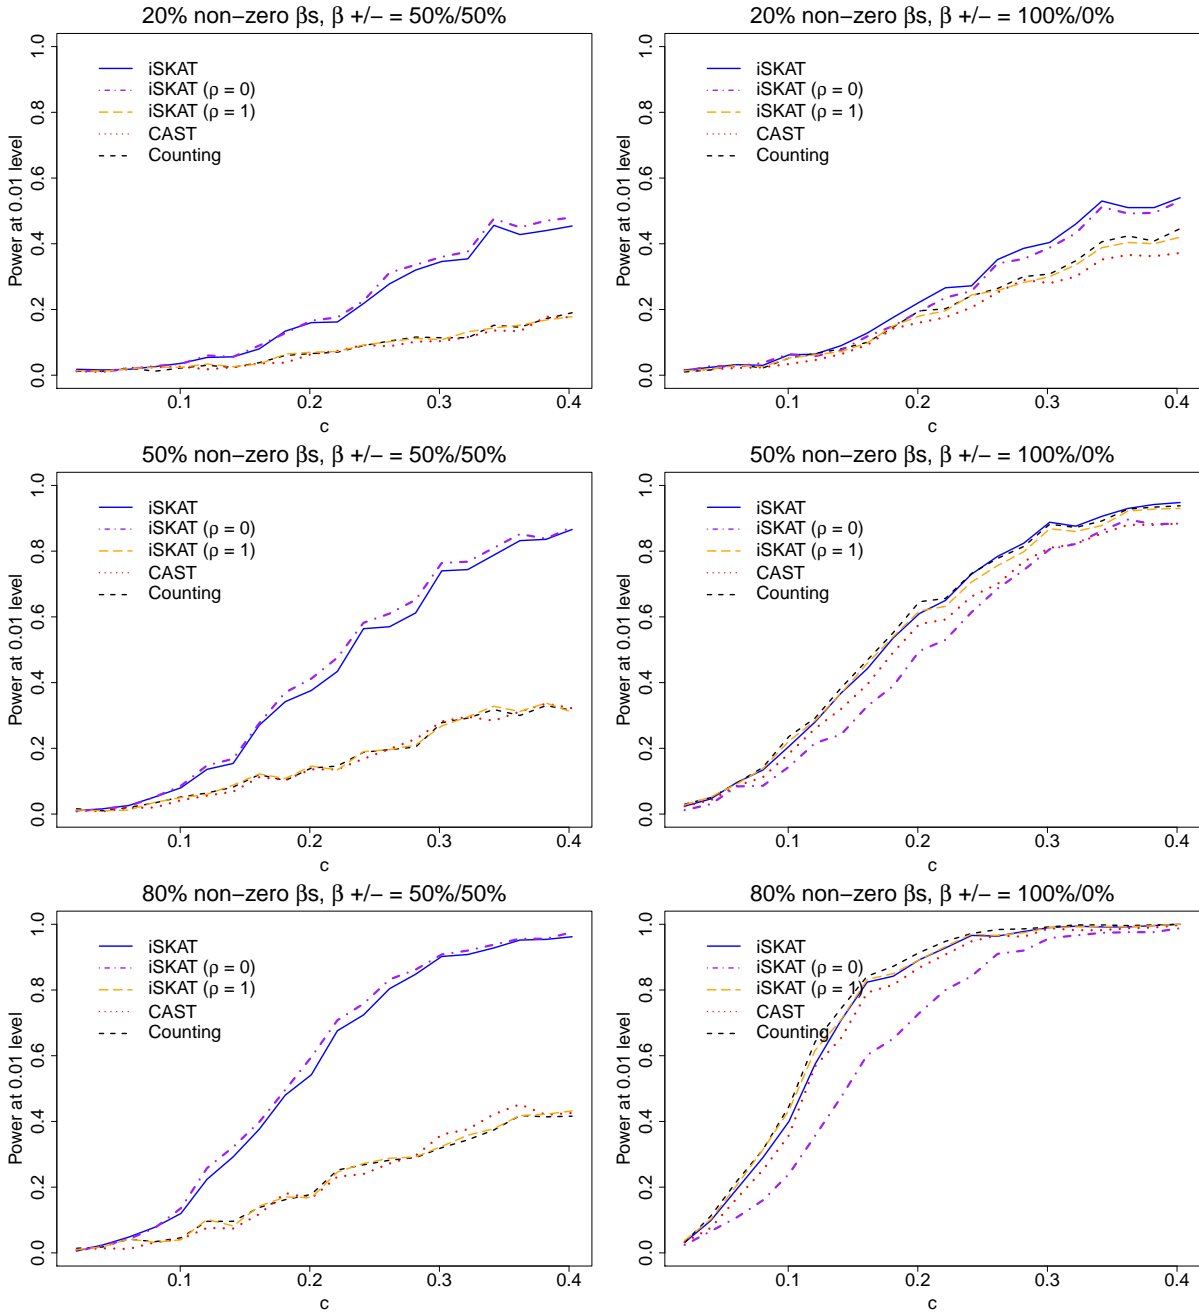 20% non−zero βs, β +/− = 50%/50%
Power at 0.01 level
0.0 0.2 0.4 0.6 0.8 1.0
iSKAT
iSKAT (ρ = 0)
iSKAT (ρ = 1)
CAST
Counting
0.1 0.2 0.3 0.4
c
20% non−zero βs, β +/− = 100%/0%
Power at 0.01 level
0.0 0.2 0.4 0.6 0.8 1.0
iSKAT
iSKAT (ρ = 0)
iSKAT (ρ = 1)
CAST
Counting
0.1 0.2 0.3 0.4
c
50% non−zero βs, β +/− = 50%/50%
Power at 0.01 level
0.0 0.2 0.4 0.6 0.8 1.0
iSKAT
iSKAT (ρ = 0)
iSKAT (ρ = 1)
CAST
Counting
0.1 0.2 0.3 0.4
c
50% non−zero βs, β +/− = 100%/0%
Power at 0.01 level
0.0 0.2 0.4 0.6 0.8 1.0
iSKAT
iSKAT (ρ = 0)
iSKAT (ρ = 1)
CAST
Counting
0.1 0.2 0.3 0.4
c
80% non−zero βs, β +/− = 50%/50%
Power at 0.01 level
0.0 0.2 0.4 0.6 0.8 1.0
iSKAT
iSKAT (ρ = 0)
iSKAT (ρ = 1)
CAST
Counting
0.1 0.2 0.3 0.4
c
80% non−zero βs, β +/− = 100%/0%
Power at 0.01 level
0.0 0.2 0.4 0.6 0.8 1.0
iSKAT
iSKAT (ρ = 0)
iSKAT (ρ = 1)
CAST
Counting
0.1 0.2 0.3 0.4
c